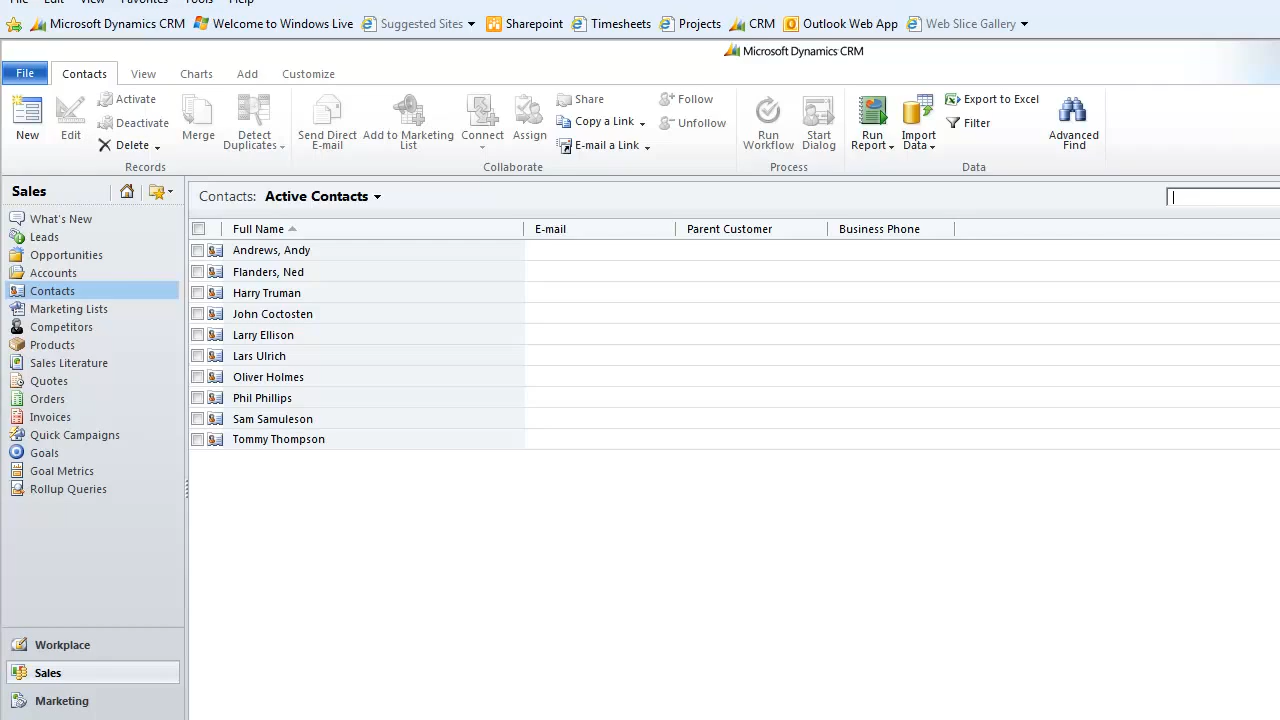 File Edit View Favorites Tools Help
Microsoft Dynamics CRM Welcome to Windows Live Suggested Sites Sharepoint Timesheets Projects CRM Outlook Web App Web Slice Gallery
Microsoft Dynamics CRM
File Contacts View Charts Add Customize
New
Edit
Activate
Deactivate
Delete
Merge
Detect
Duplicates
Records
Send Direct
E-mail
Add to Marketing
List
Connect
Assign
Share
Copy a Link
E-mail a Link
Collaborate
Follow
Unfollow
Run
Workflow
Start
Dialog
Process
Run
Report
Import
Data
Export to Excel
Filter
Advanced
Find
Data
Sales
What's New
Leads
Opportunities
Accounts
Contacts
Marketing Lists
Competitors
Products
Sales Literature
Quotes
Orders
Invoices
Quick Campaigns
Goals
Goal Metrics
Rollup Queries
Workplace
Sales
Marketing
Contacts: Active Contacts
Full Name E-mail Parent Customer Business Phone
Andrews, Andy
Flanders, Ned
Harry Truman
John Coctosten
Larry Ellison
Lars Ulrich
Oliver Holmes
Phil Phillips
Sam Samuleson
Tommy Thompson